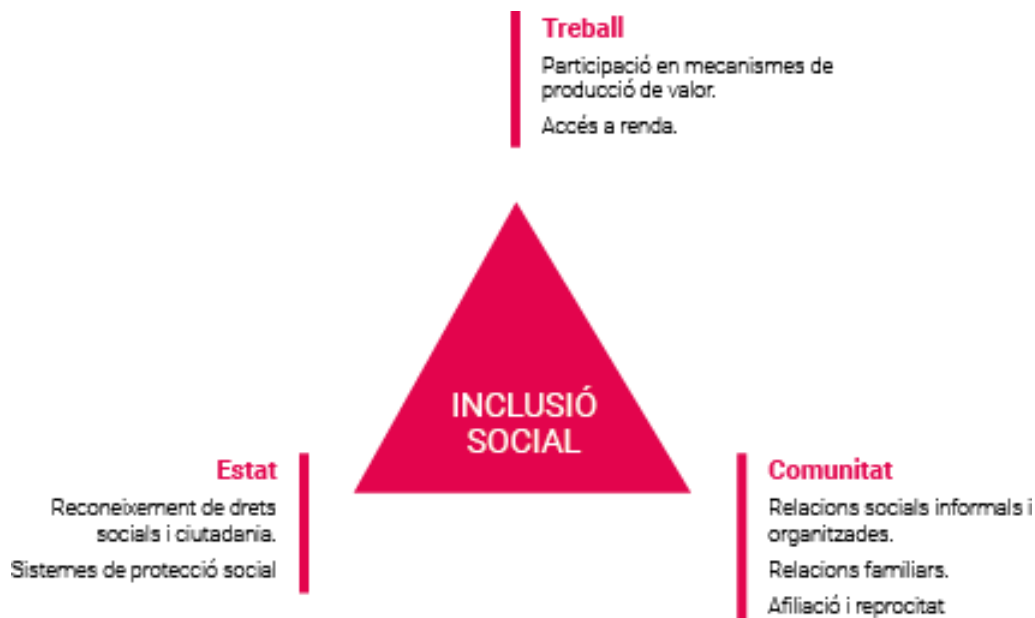 Treball
Participació en mecanismes de
producció de valor.
Accés a renda.
INCLUSIÓ
SOCIAL
Estat
Reconeixement de drets
socials i ciutadania.
Sistemes de protecció social
Comunitat
Relacions socials informals i
organitzades.
Relacions familiars.
Afiliació i reprocitat